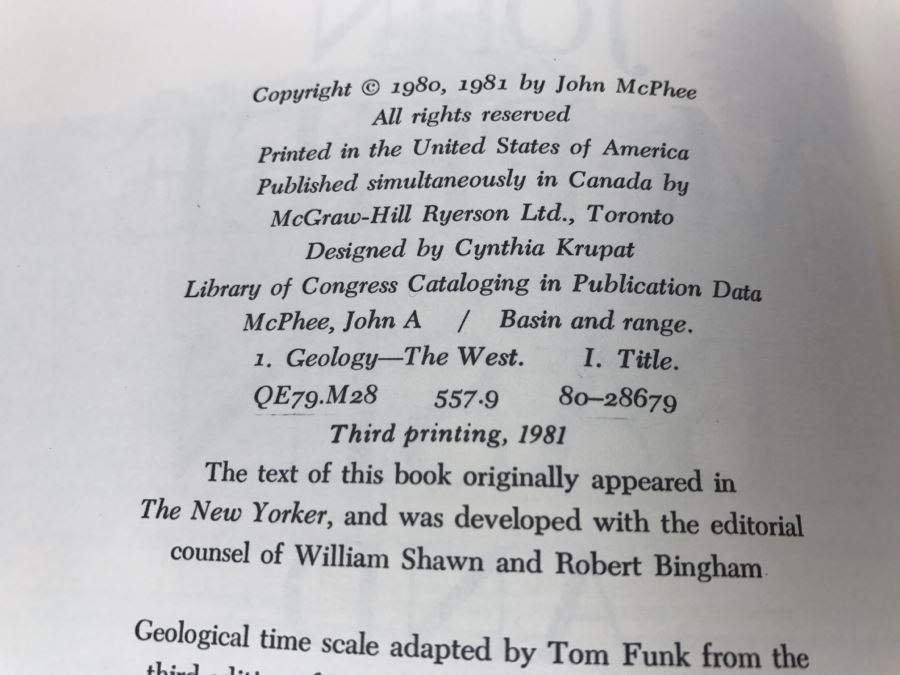 Copyright © 1980, 1981 by John McPhee
All rights reserved
Printed in the United States of America
Published simultaneously in Canada by
McGraw-Hill Ryerson Ltd., Toronto
Designed by Cynthia Krupat
Library of Congress Cataloging in Publication Data
McPhee, John A / Basin and range.
1. Geology—The West. I. Title.
QE79.M28 557.9 80–28679
Third printing, 1981
The text of this book originally appeared in
The New Yorker, and was developed with the editorial
counsel of William Shawn and Robert Bingham
Geological time scale adapted by Tom Funk from the